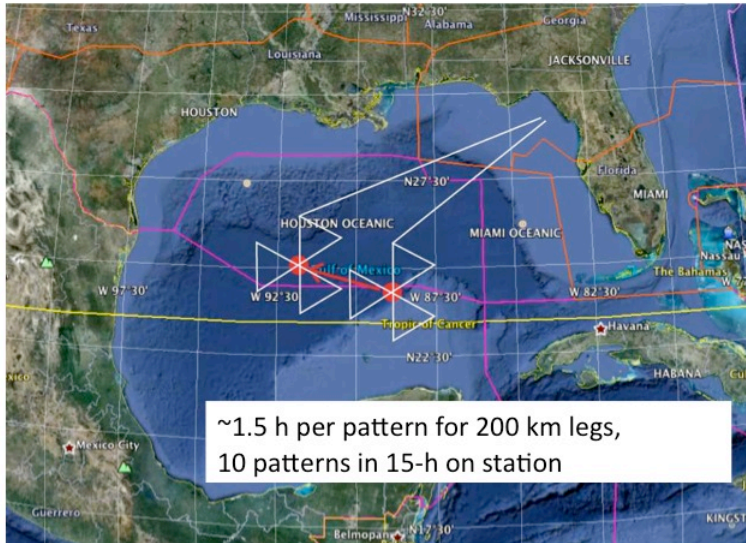 N32°30'
Texas
Mississippi
Alabama
Georgia
Louisiana
JACKSONVILLE
HOUSTON
N27°30'
Florida
MIAMI
HOUSTON OCEANIC
MIAMI OCEANIC
Nassau
Gulf of Mexico
The Bahamas
W 97°30'
W 92°30'
W 87°30'
W 82°30'
Tropic of Cancer
Havana
N22°30'
HABANA
~1.5 h per pattern for 200 km legs,
10 patterns in 15-h on station
Mexico City
Guerrero
Belmopan
N17°30'